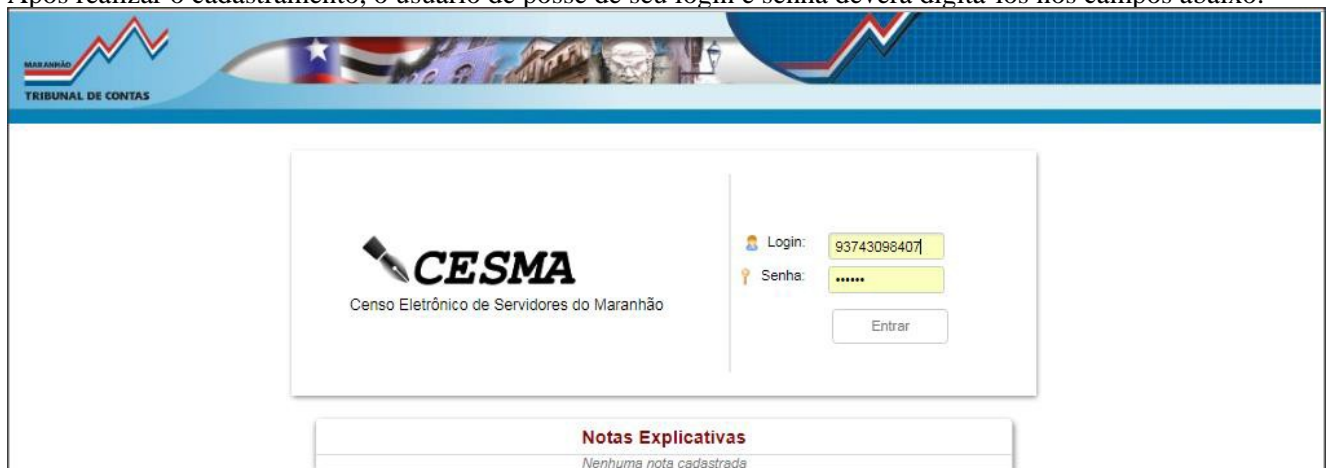 Após realizar o cadastramento, o usuário de posse de seu login e senha deverá digitá-los nos campos abaixo:
MARANHÃO
TRIBUNAL DE CONTAS
CESMA
Censo Eletrônico de Servidores do Maranhão
Login: 93743098407
Senha: ••••••
Entrar
Notas Explicativas
Nenhuma nota cadastrada